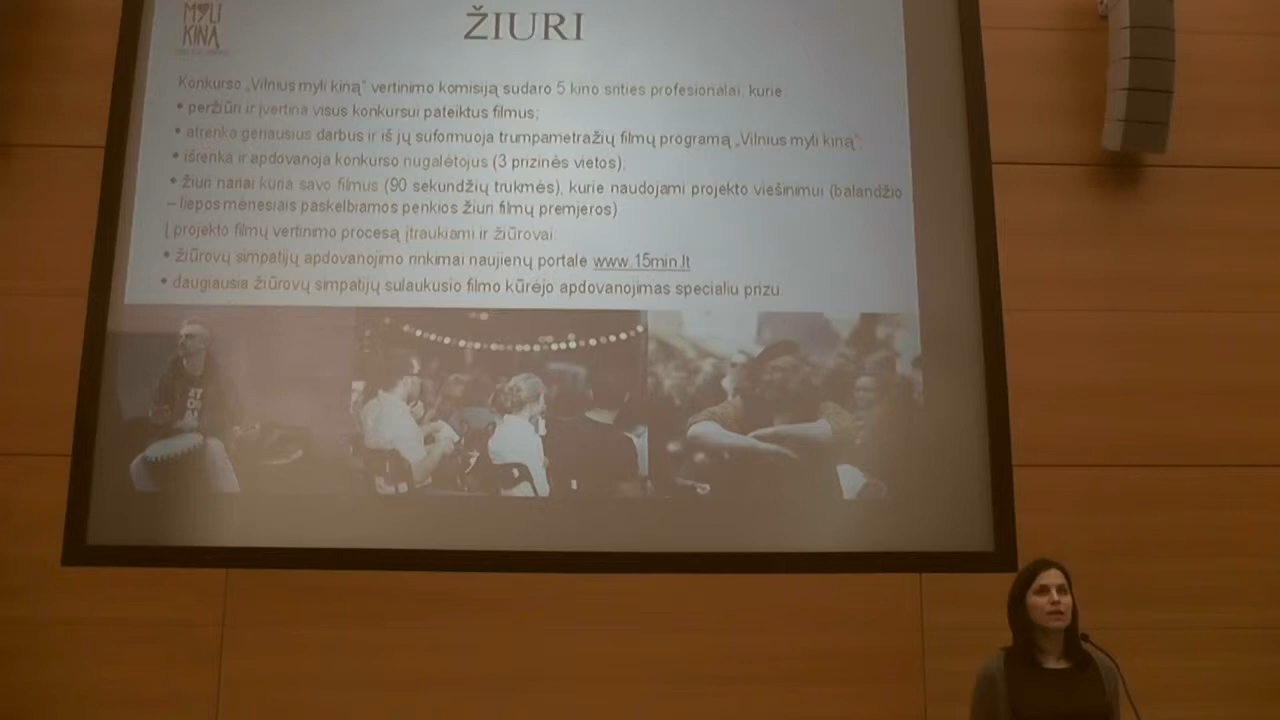 MYLI
KINĄ
ŽIURI
Konkurso „Vilnius myli kiną“ vertinimo komisiją sudaro 5 kino srities profesionalai, kurie:
• peržiūri ir įvertina visus konkursui pateiktus filmus;
• atrenka geriausius darbus ir iš jų suformuoja trumpametražių filmų programą „Vilnius myli kiną“;
• išrenka ir apdovanoja konkurso nugalėtojus (3 prizinės vietos);
• žiuri nariai kuria savo filmus (90 sekundžių trukmės), kurie naudojami projekto viešinimui (balandžio
– liepos mėnesiais paskelbiamos penkios žiuri filmų premjeros)
Į projekto filmų vertinimo procesą įtraukiami ir žiūrovai:
• žiūrovų simpatijų apdovanojimo rinkimai naujienų portale www.15min.lt
• daugiausia žiūrovų simpatijų sulaukusio filmo kūrėjo apdovanojimas specialiu prizu.